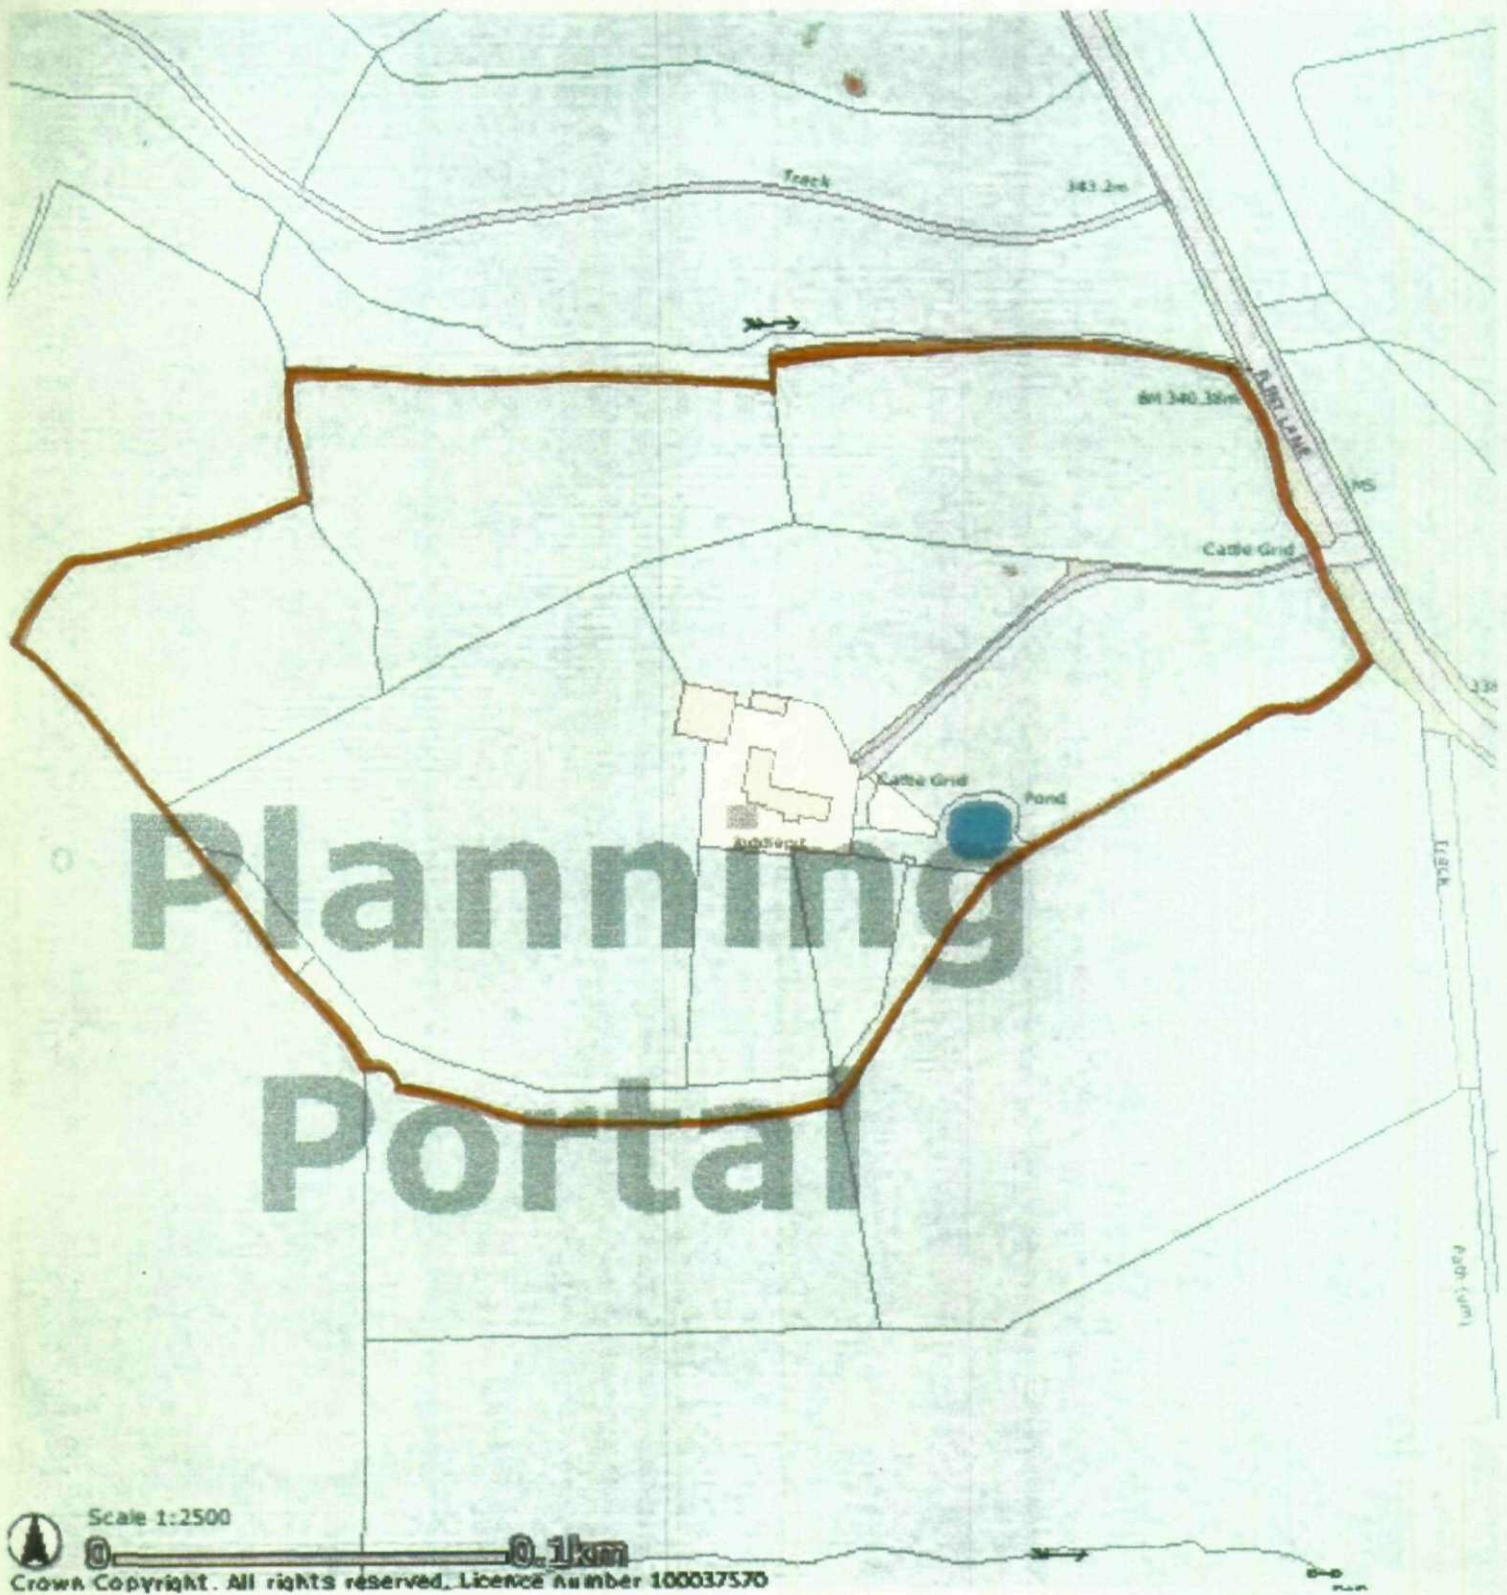 Track
343.2m
BM 340.38m
FLINT LANE
MS
Cattle Grid
Cattle Grid
Pond
Track
Planning
Portal
Path (um)
Scale 1:2500
0 0.1km
Crown Copyright. All rights reserved. Licence number 100037570